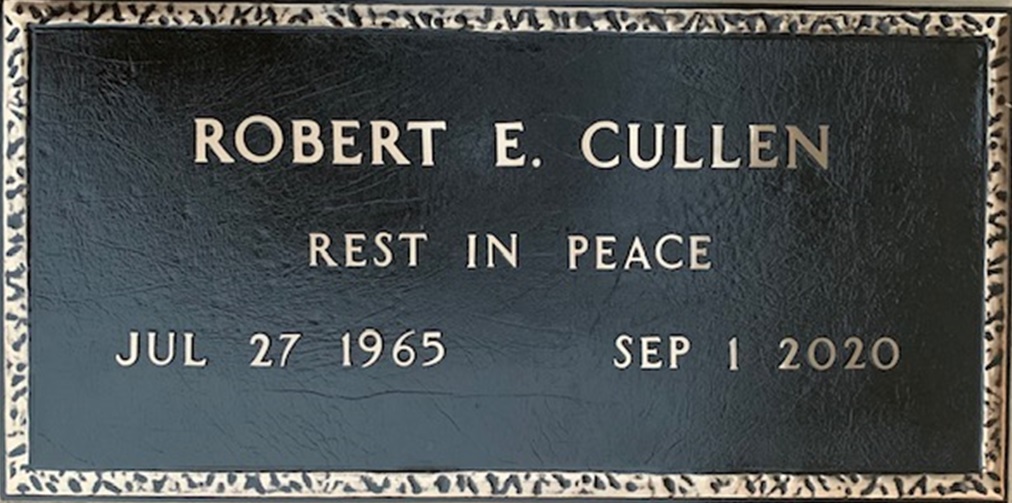 ROBERT E. CULLEN
REST IN PEACE
JUL 27 1965 SEP 1 2020